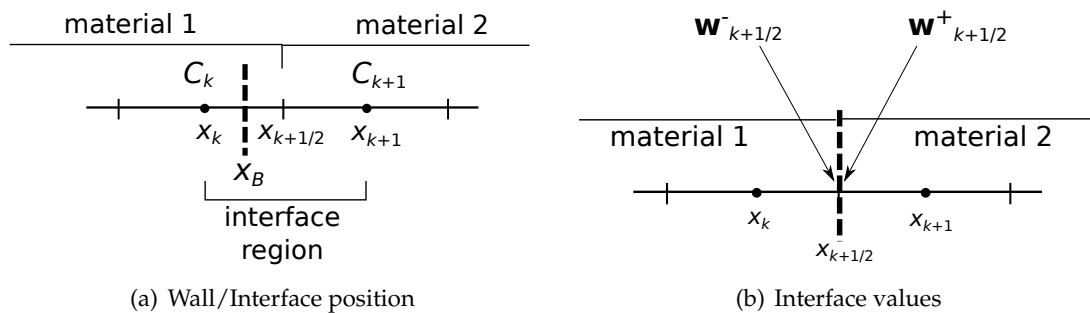 material 1 material 2
C_k C_{k+1}
x_k x_{k+1/2} x_{k+1}
x_B
interface
region
(a) Wall/Interface position
w^-_{k+1/2} w^+_{k+1/2}
material 1 material 2
x_k x_{k+1}
x_{k+1/2}
(b) Interface values